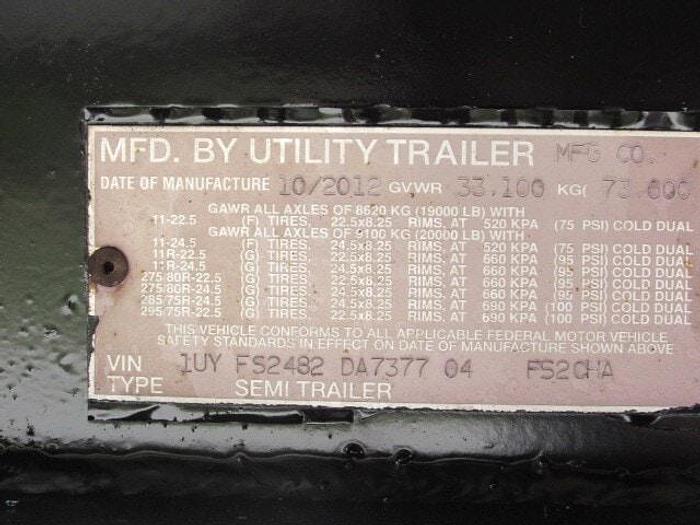 MFD. BY UTILITY TRAILER MFG CO.
DATE OF MANUFACTURE 10/2012 GVWR 33.100 KG( 73.000
GAWR ALL AXLES OF 8620 KG (19000 LB) WITH
11-22.5 (F) TIRES, 22.5x8.25 RIMS, AT 520 KPA (75 PSI) COLD DUAL
GAWR ALL AXLES OF 9100 KG (20000 LB) WITH
11-24.5 (F) TIRES, 24.5x8.25 RIMS, AT 520 KPA (75 PSI) COLD DUAL
11R-22.5 (G) TIRES, 22.5x8.25 RIMS, AT 660 KPA (95 PSI) COLD DUAL
11R-24.5 (G) TIRES, 24.5x8.25 RIMS, AT 660 KPA (95 PSI) COLD DUAL
275/80R-22.5 (G) TIRES, 22.5x8.25 RIMS, AT 660 KPA (95 PSI) COLD DUAL
275/80R-24.5 (G) TIRES, 24.5x8.25 RIMS, AT 660 KPA (95 PSI) COLD DUAL
285/75R-24.5 (G) TIRES, 24.5x8.25 RIMS, AT 690 KPA (100 PSI) COLD DUAL
295/75R-22.5 (G) TIRES, 22.5x8.25 RIMS, AT 690 KPA (100 PSI) COLD DUAL
THIS VEHICLE CONFORMS TO ALL APPLICABLE FEDERAL MOTOR VEHICLE
SAFETY STANDARDS IN EFFECT ON DATE OF MANUFACTURE SHOWN ABOVE
VIN 1UY FS2482 DA7377 04 FS2CHA
TYPE SEMI TRAILER